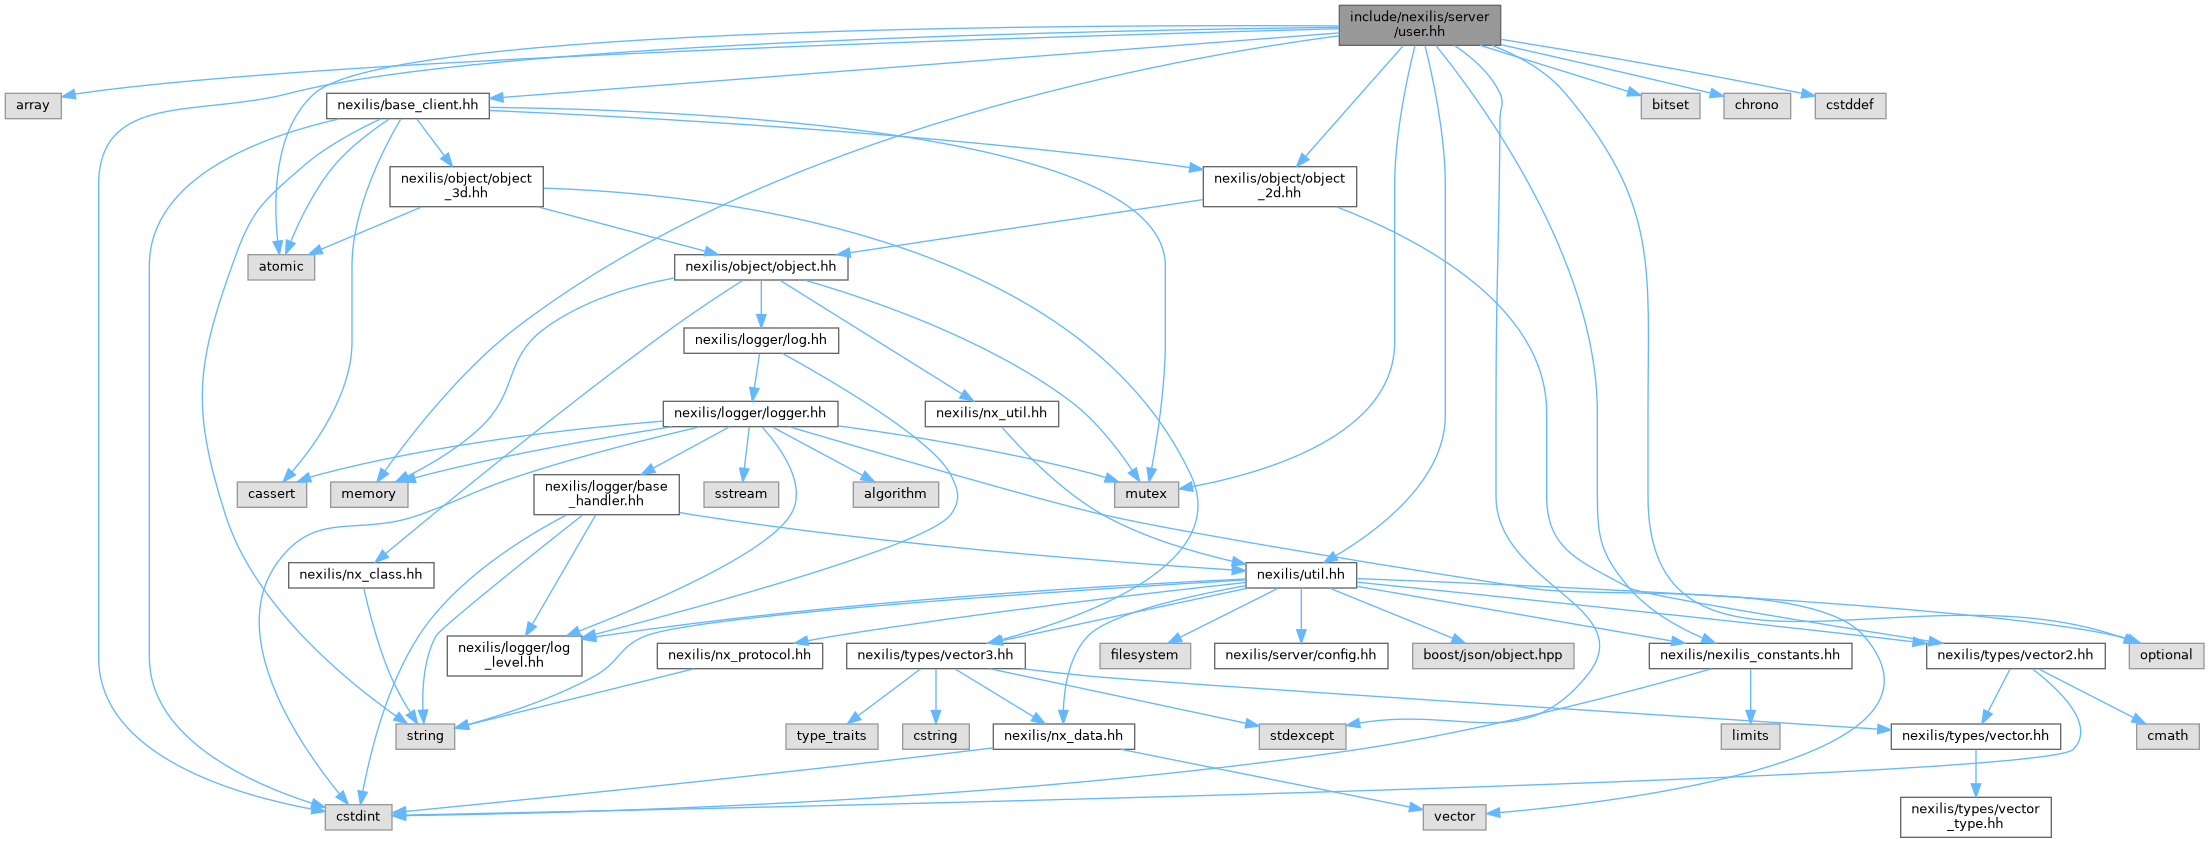 include/nexilis/server
/user.hh
array
nexilis/base_client.hh
bitset
chrono
cstddef
nexilis/object/object
_3d.hh
nexilis/object/object
_2d.hh
atomic
nexilis/object/object.hh
nexilis/logger/log.hh
nexilis/logger/logger.hh
nexilis/nx_util.hh
cassert
memory
nexilis/logger/base
_handler.hh
sstream
algorithm
mutex
nexilis/nx_class.hh
nexilis/util.hh
nexilis/logger/log
_level.hh
nexilis/nx_protocol.hh
nexilis/types/vector3.hh
filesystem
nexilis/server/config.hh
boost/json/object.hpp
nexilis/nexilis_constants.hh
nexilis/types/vector2.hh
optional
string
type_traits
cstring
nexilis/nx_data.hh
stdexcept
limits
nexilis/types/vector.hh
cmath
cstdint
vector
nexilis/types/vector
_type.hh